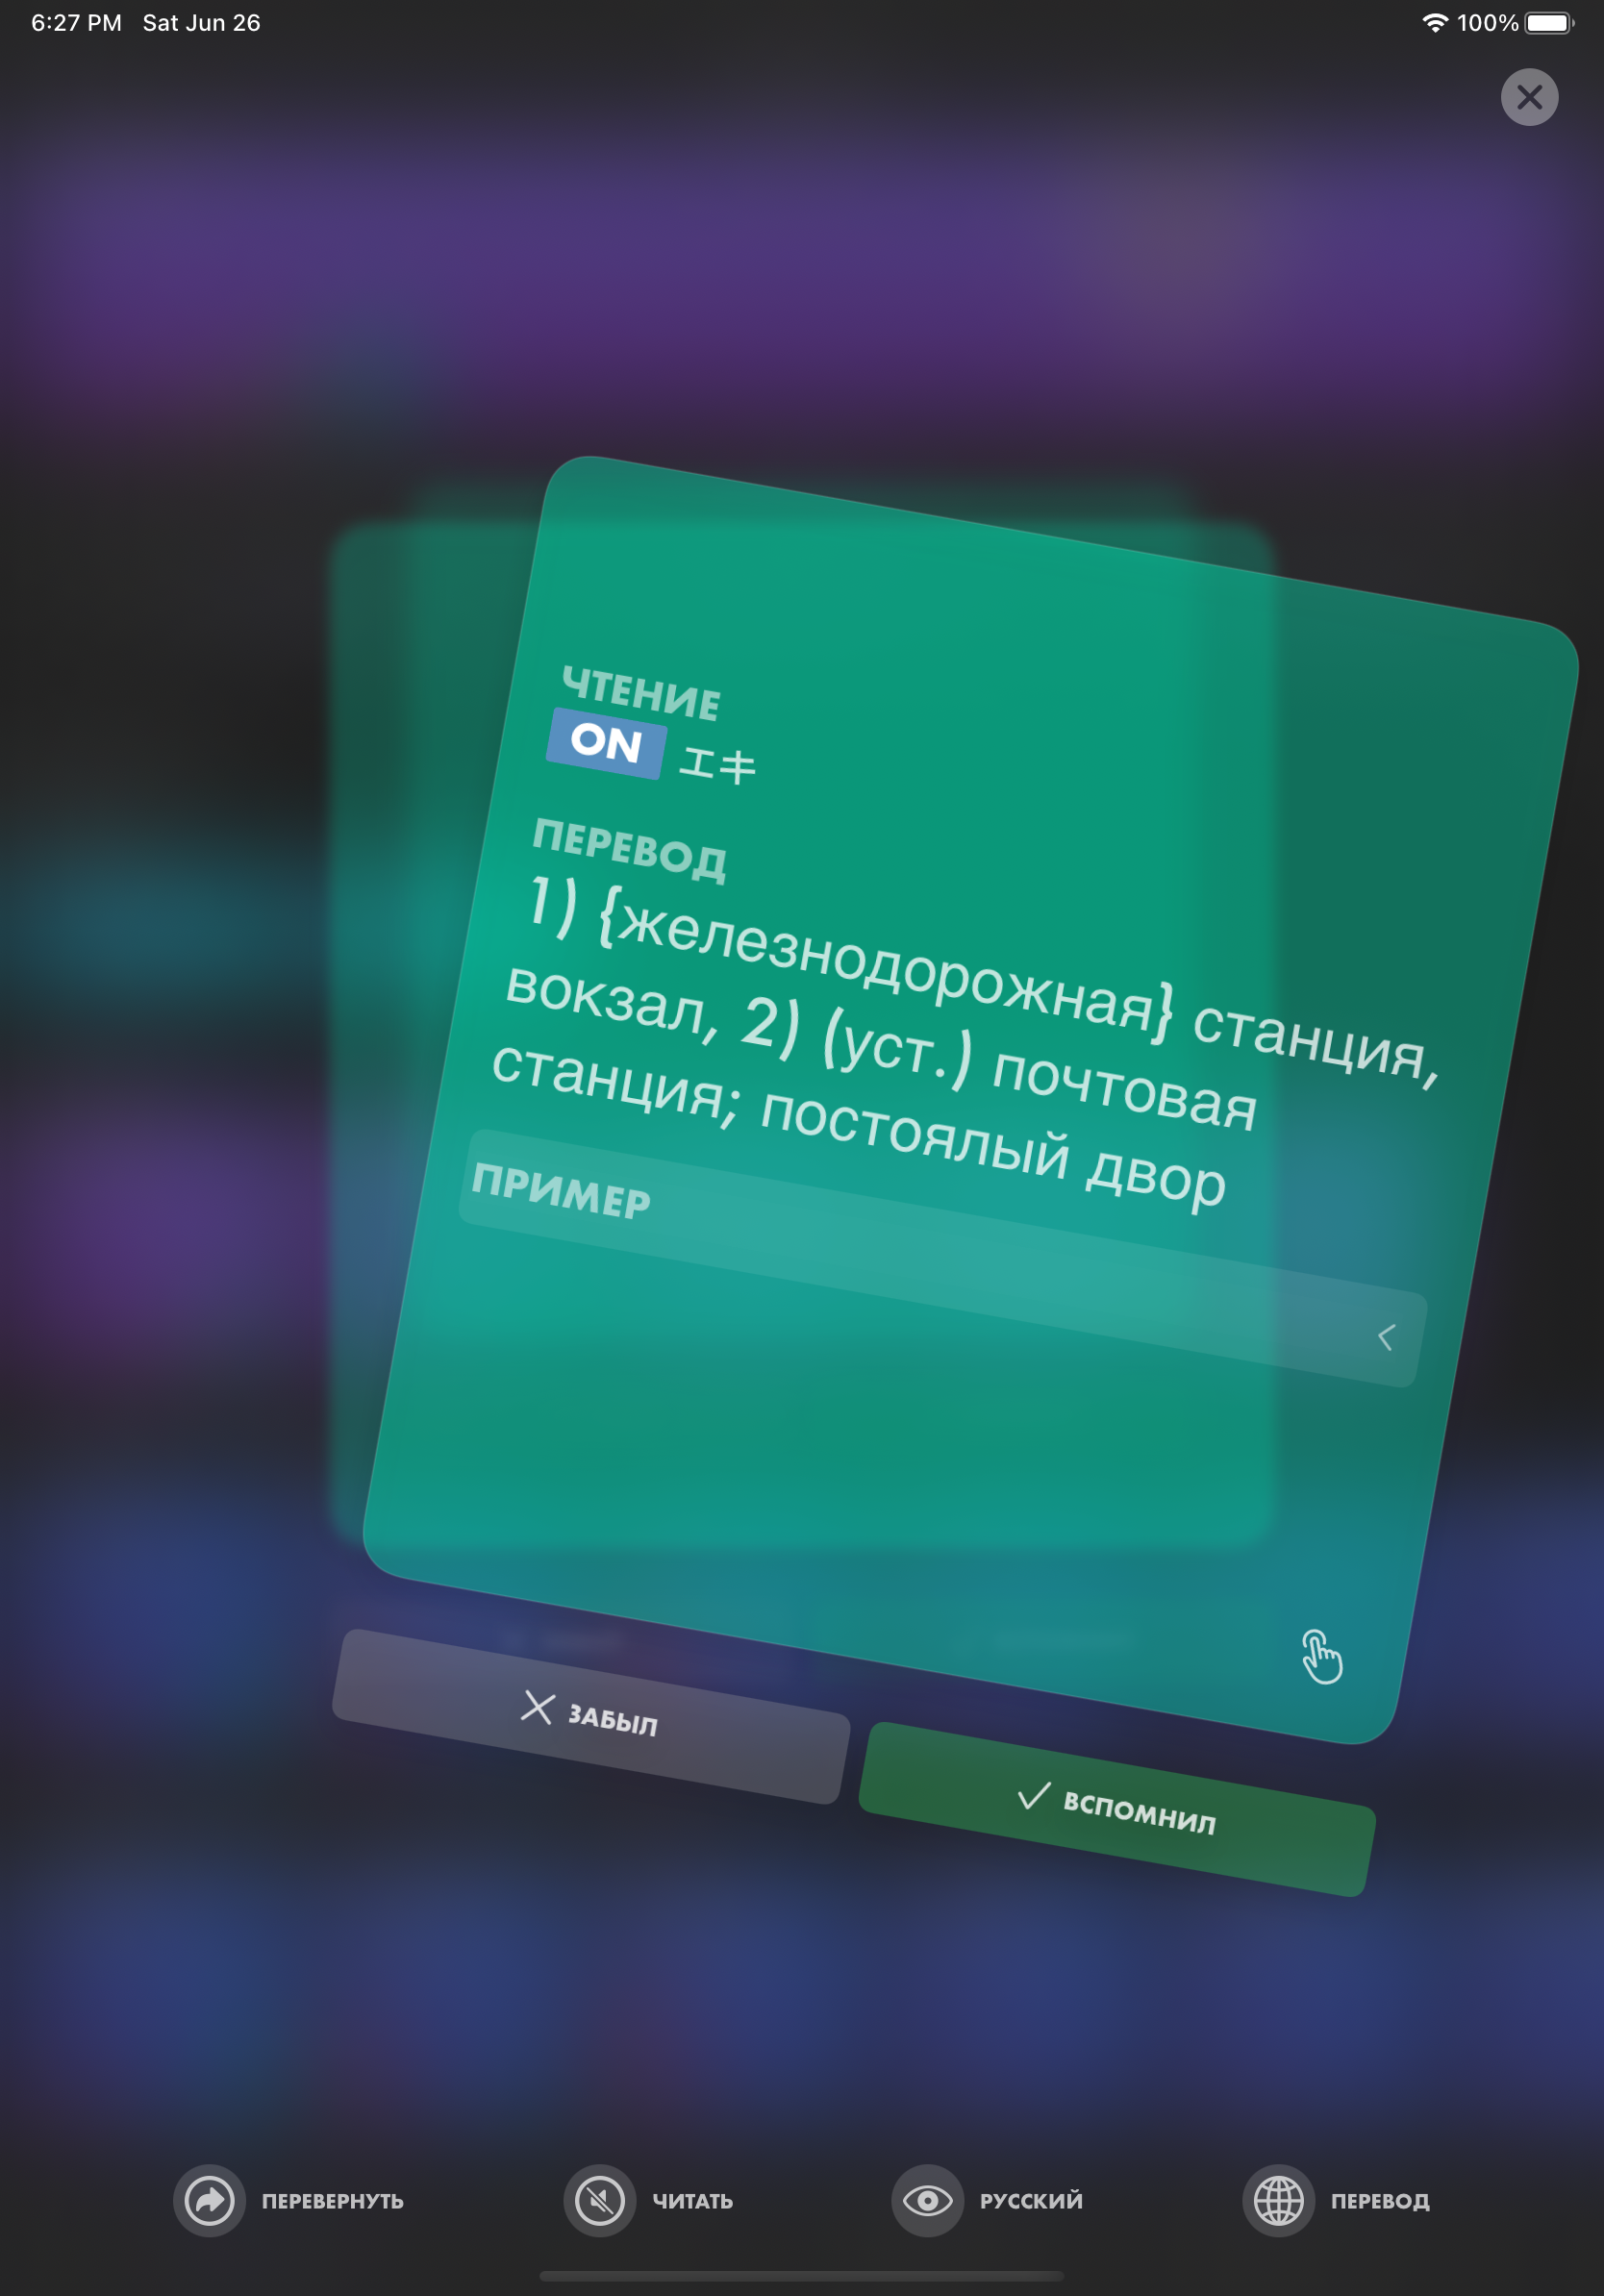 6:27 PM Sat Jun 26 100%
ЧТЕНИЕ
ON エキ
ПЕРЕВОД
1) {железнодорожная} станция,
вокзал, 2) (уст.) почтовая
станция; постоялый двор
ПРИМЕР
ЗАБЫЛ
ВСПОМНИЛ
ПЕРЕВЕРНУТЬ ЧИТАТЬ РУССКИЙ ПЕРЕВОД